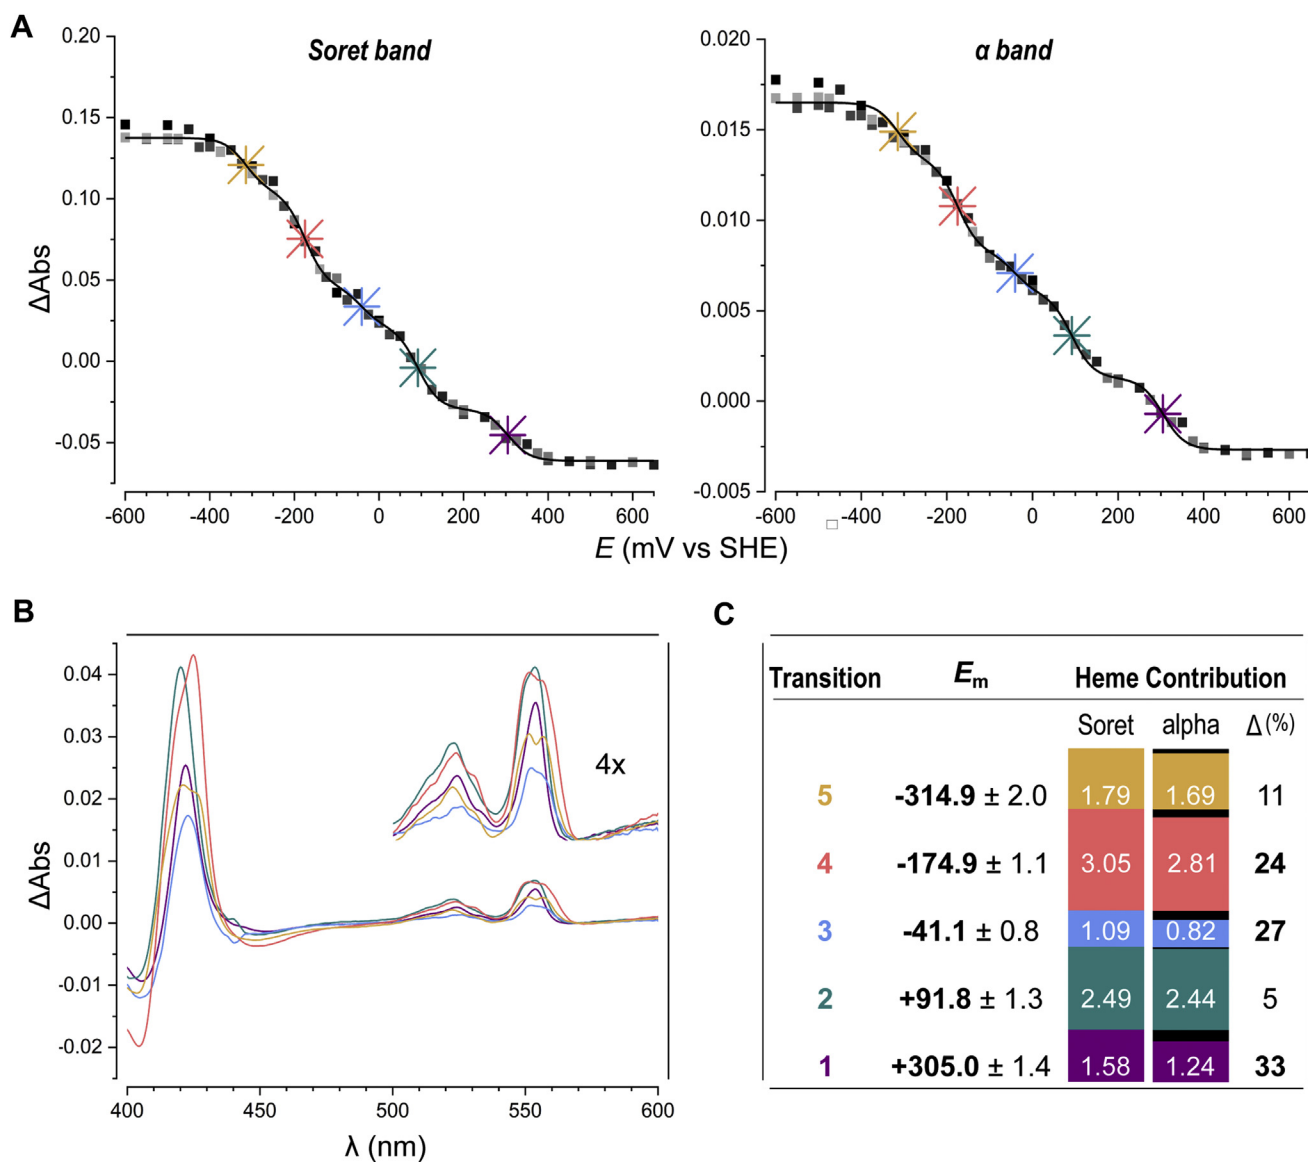 A
Soret band
α band
0.20
0.15
0.10
0.05
0.00
-0.05
ΔAbs
-600 -400 -200 0 200 400 600
0.020
0.015
0.010
0.005
0.000
-0.005
-600 -400 -200 0 200 400 600
E (mV vs SHE)
B
0.04
0.03
0.02
0.01
0.00
-0.01
-0.02
ΔAbs
4x
400 450 500 550 600
λ (nm)
C
Transition Em Heme Contribution
Soret alpha Δ (%)
5 -314.9 ± 2.0 1.79 1.69 11
4 -174.9 ± 1.1 3.05 2.81 24
3 -41.1 ± 0.8 1.09 0.82 27
2 +91.8 ± 1.3 2.49 2.44 5
1 +305.0 ± 1.4 1.58 1.24 33